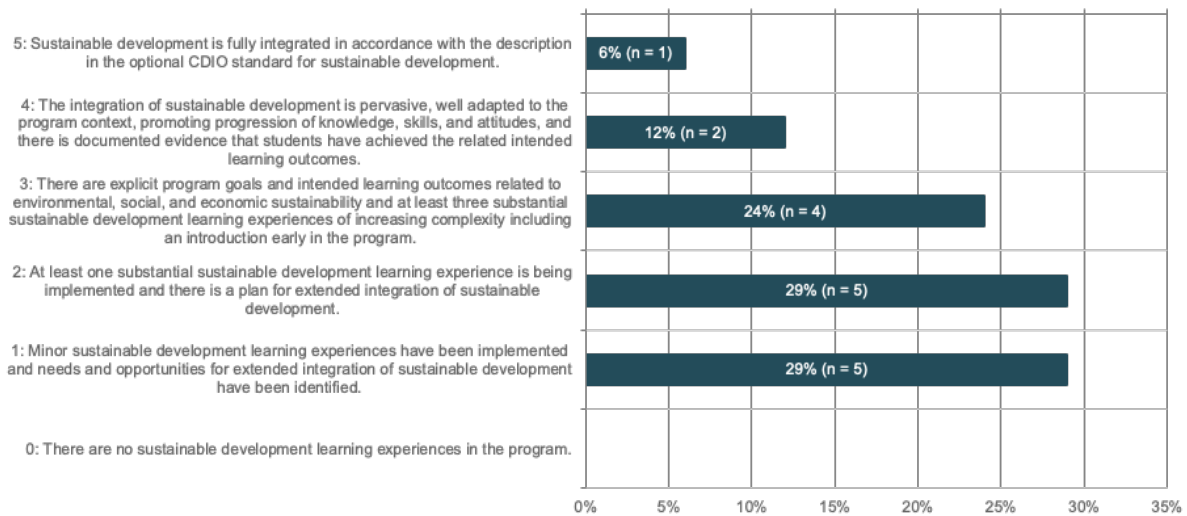 5: Sustainable development is fully integrated in accordance with the description
in the optional CDIO standard for sustainable development.
6% (n = 1)
4: The integration of sustainable development is pervasive, well adapted to the
program context, promoting progression of knowledge, skills, and attitudes, and
there is documented evidence that students have achieved the related intended
learning outcomes.
12% (n = 2)
3: There are explicit program goals and intended learning outcomes related to
environmental, social, and economic sustainability and at least three substantial
sustainable development learning experiences of increasing complexity including
an introduction early in the program.
24% (n = 4)
2: At least one substantial sustainable development learning experience is being
implemented and there is a plan for extended integration of sustainable
development.
29% (n = 5)
1: Minor sustainable development learning experiences have been implemented
and needs and opportunities for extended integration of sustainable development
have been identified.
29% (n = 5)
0: There are no sustainable development learning experiences in the program.
0% 5% 10% 15% 20% 25% 30% 35%